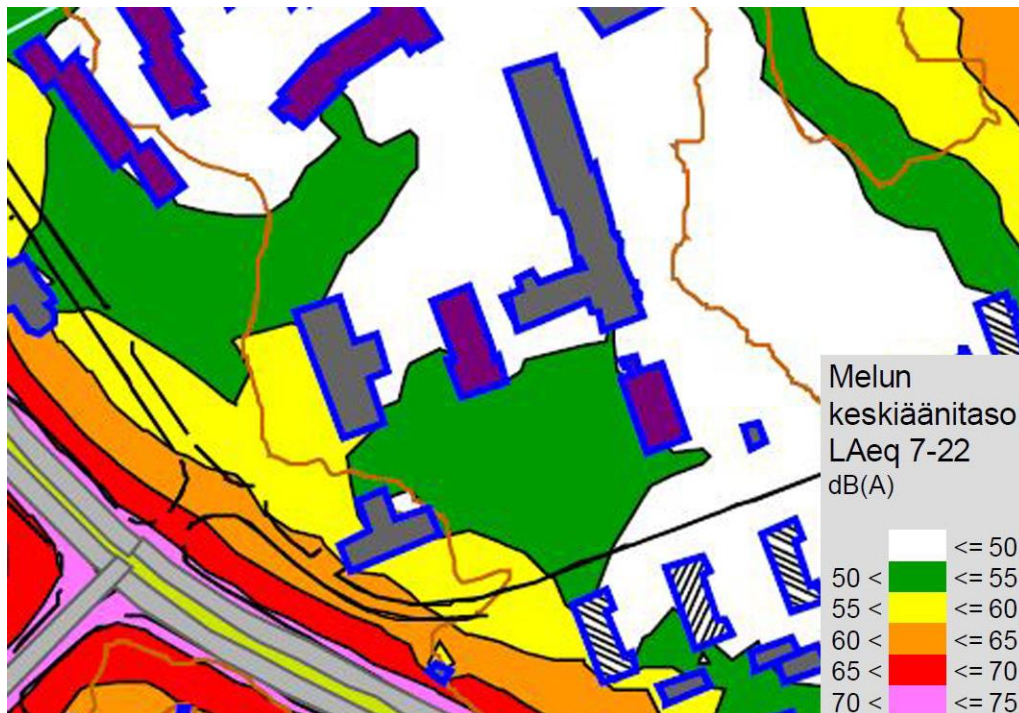 Melun
keskiäänitaso
LAeq 7-22
dB(A)
<= 50
50 < <= 55
55 < <= 60
60 < <= 65
65 < <= 70
70 < <= 75